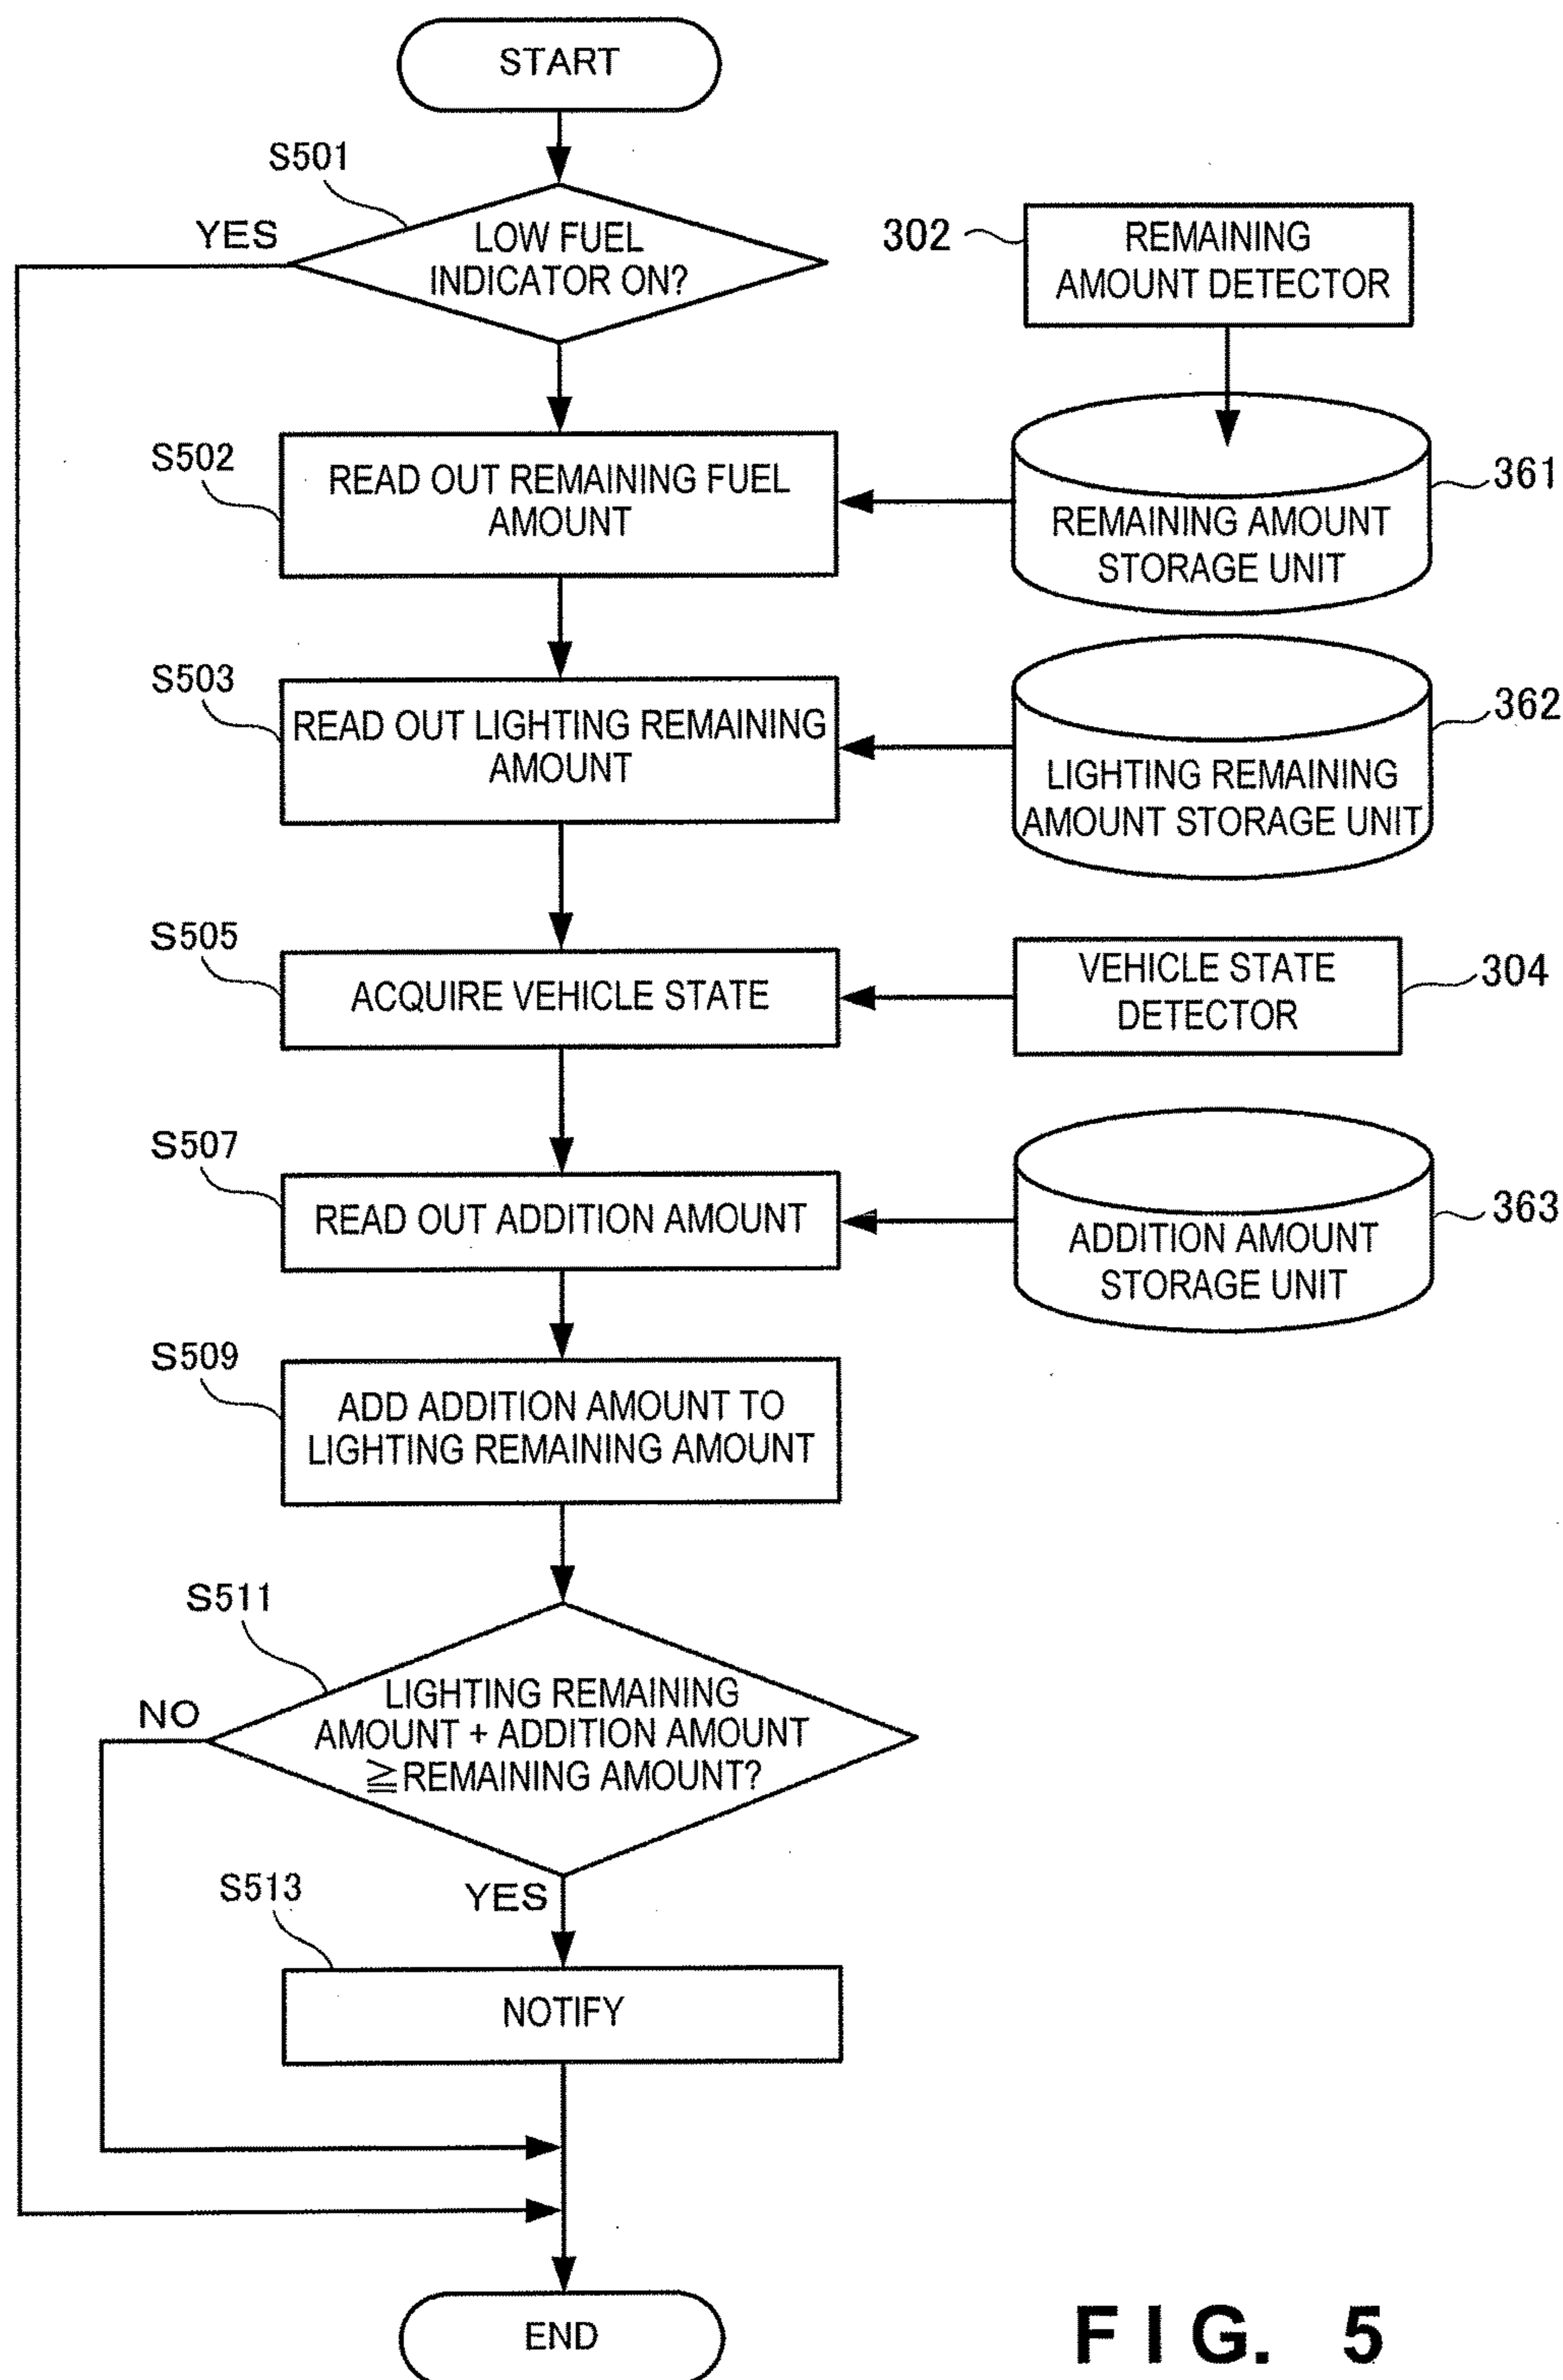 START
S501
YES
LOW FUEL
INDICATOR ON?
302
REMAINING
AMOUNT DETECTOR
S502
READ OUT REMAINING FUEL
AMOUNT
361
REMAINING AMOUNT
STORAGE UNIT
S503
READ OUT LIGHTING REMAINING
AMOUNT
362
LIGHTING REMAINING
AMOUNT STORAGE UNIT
S505
ACQUIRE VEHICLE STATE
VEHICLE STATE
DETECTOR
304
S507
READ OUT ADDITION AMOUNT
363
ADDITION AMOUNT
STORAGE UNIT
S509
ADD ADDITION AMOUNT TO
LIGHTING REMAINING AMOUNT
S511
NO
LIGHTING REMAINING
AMOUNT + ADDITION AMOUNT
≧REMAINING AMOUNT?
YES
S513
NOTIFY
END
FIG. 5